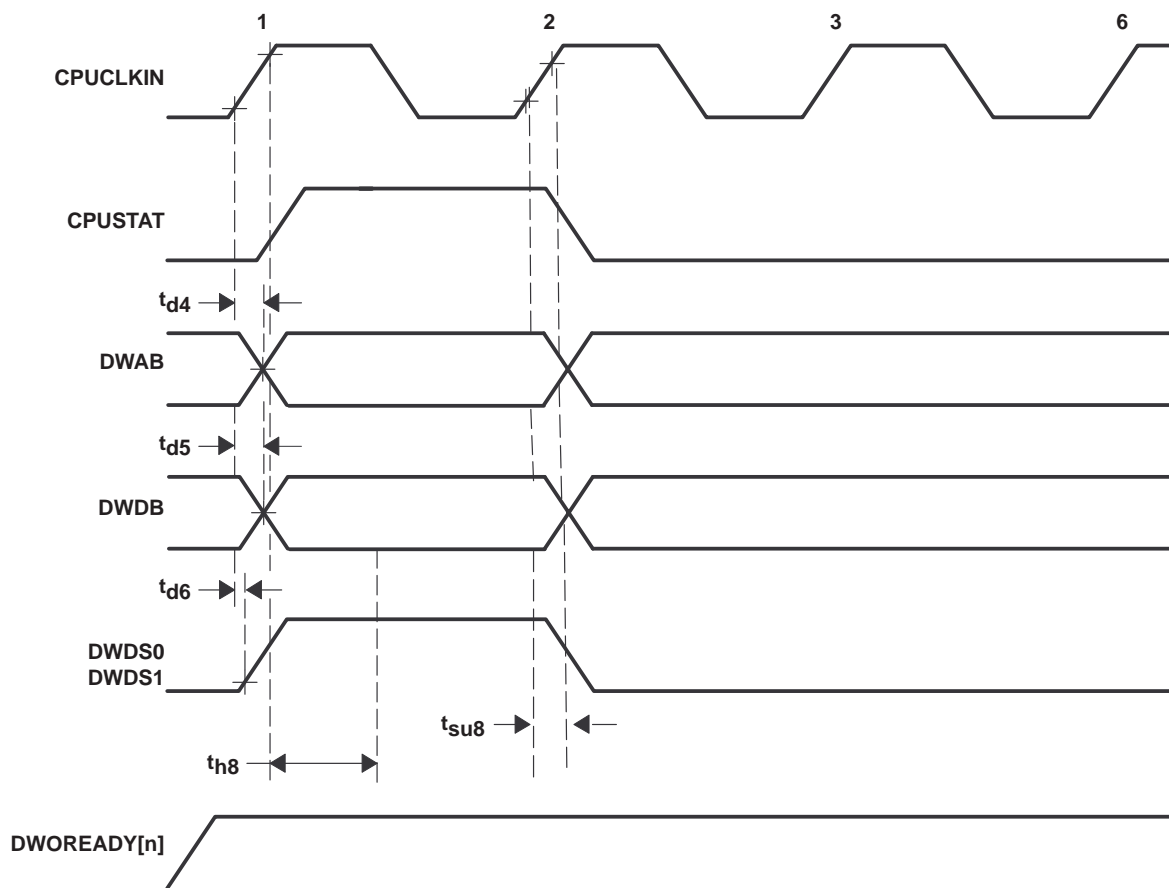 1 2 3 6
CPUCLKIN
CPUSTAT
td4
DWAB
td5
DWDB
td6
DWDS0
DWDS1
tsu8
th8
DWOREADY[n]